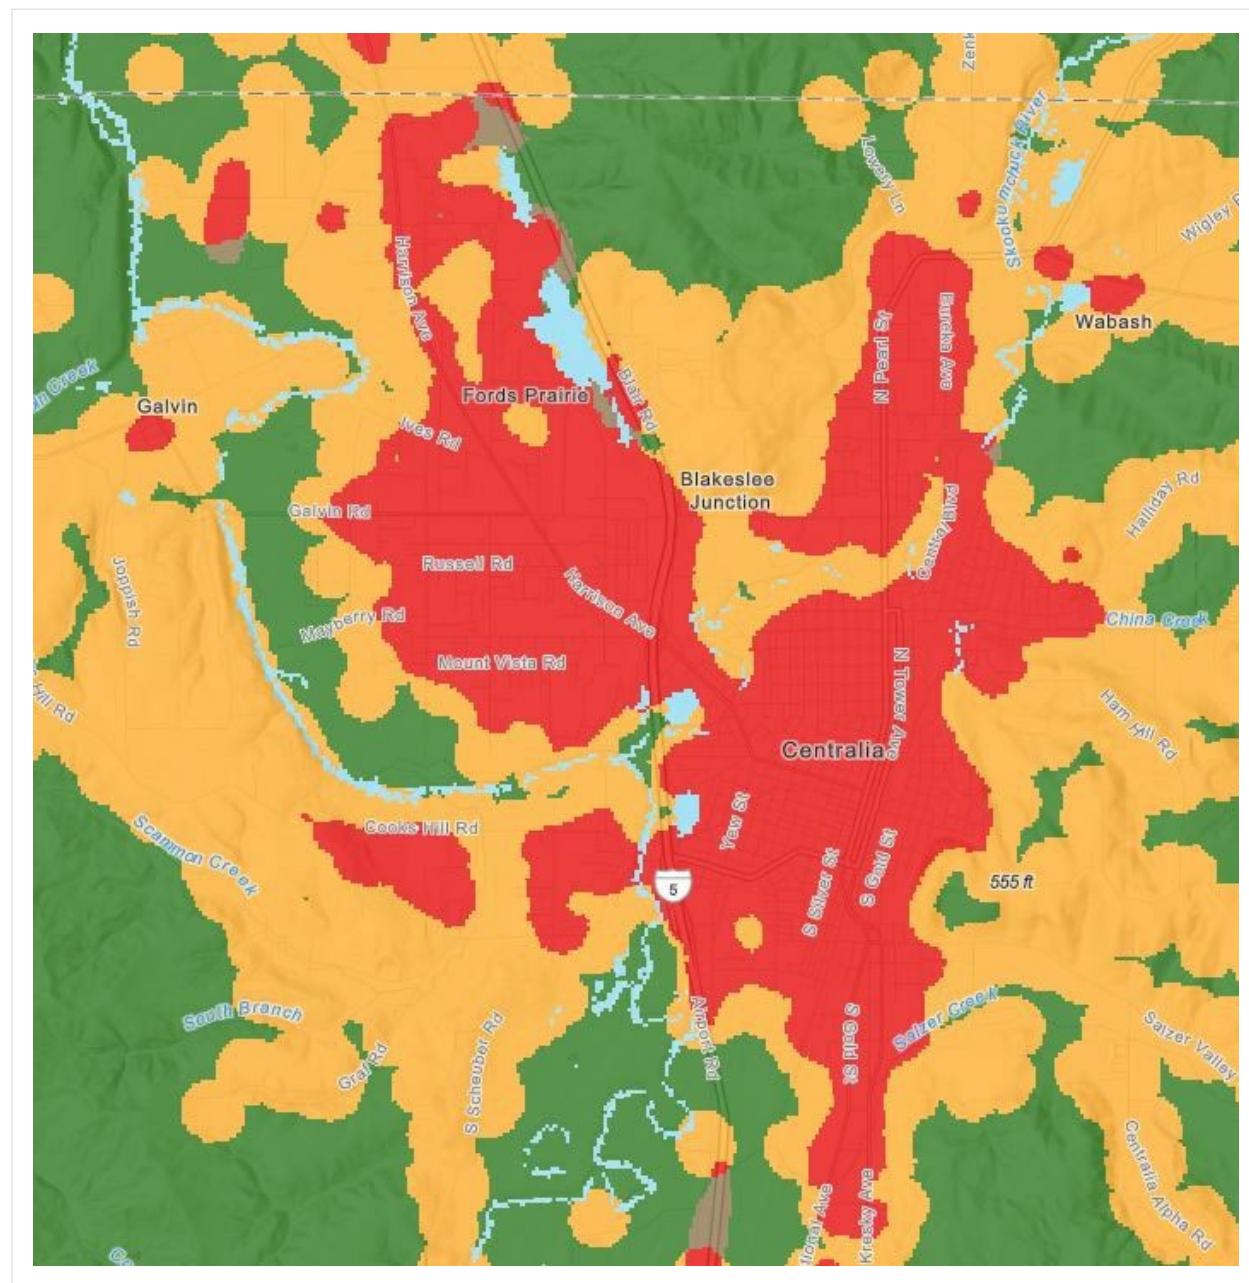 Lowery Ln
Skookumchuck River
Harrison Ave
N Pearl St
Eureka Ave
Wabash
Creek
Galvin
Fords Prairie
Blair Rd
Ives Rd
Blakeslee
Junction
Halliday Rd
Galvin Rd
Central Blvd
Joppish Rd
Russell Rd
Harrison Ave
Mayberry Rd
China Creek
Mount Vista Rd
N Tower Ave
Hill Rd
Ham Hill Rd
Centralia
Yew St
Cooks Hill Rd
Scammon Creek
S Silver St
S Gold St
5
555 ft
South Branch
Airport Rd
S Gold St
Salzer Creek
Salzer Valley
Graf Rd
S Scheuber Rd
Centralia Alpha Rd
Kresky Ave